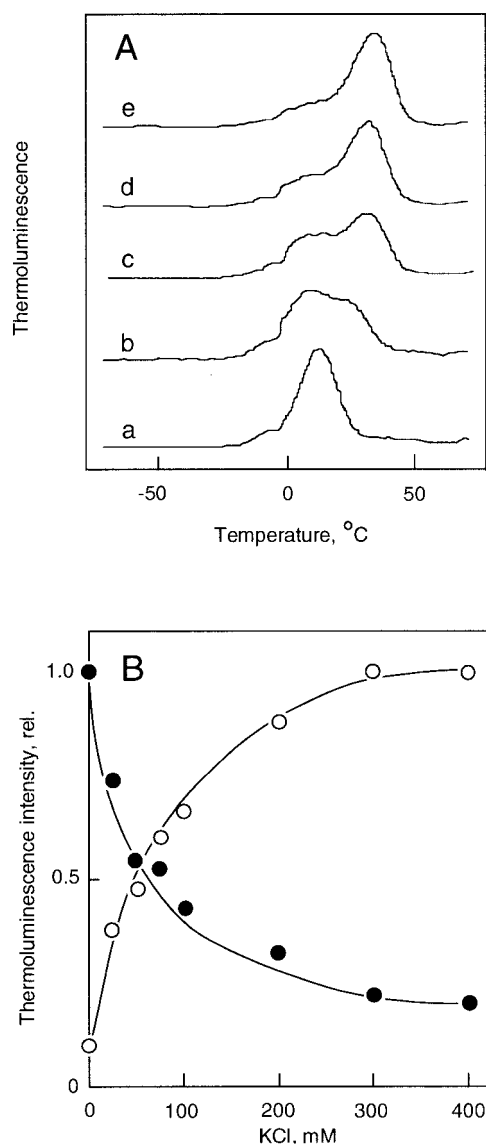 A
e
d
c
b
a
Thermoluminescence
-50 0 50
Temperature, °C
B
1.0
0.5
0
Thermoluminescence intensity, rel.
0 100 200 300 400
KCl, mM